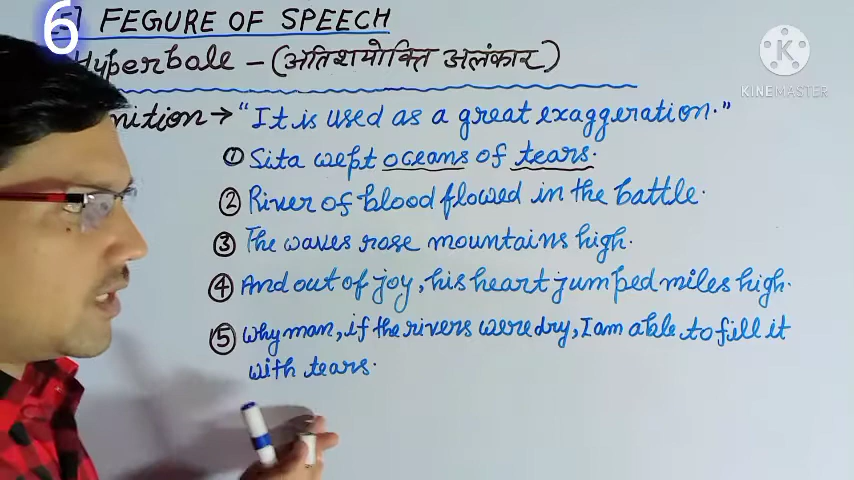 6
FEGURE OF SPEECH
Hyperbale - (अतिशयोक्ति अलंकार)
KINEMASTER
nition → "It is used as a great exaggeration."
① Sita wept oceans of tears.
② River of blood flowed in the battle.
③ The waves rose mountains high.
④ And out of joy, his heart jumped miles high.
⑤ why man, if the rivers were dry, I am able to fill it
with tears.